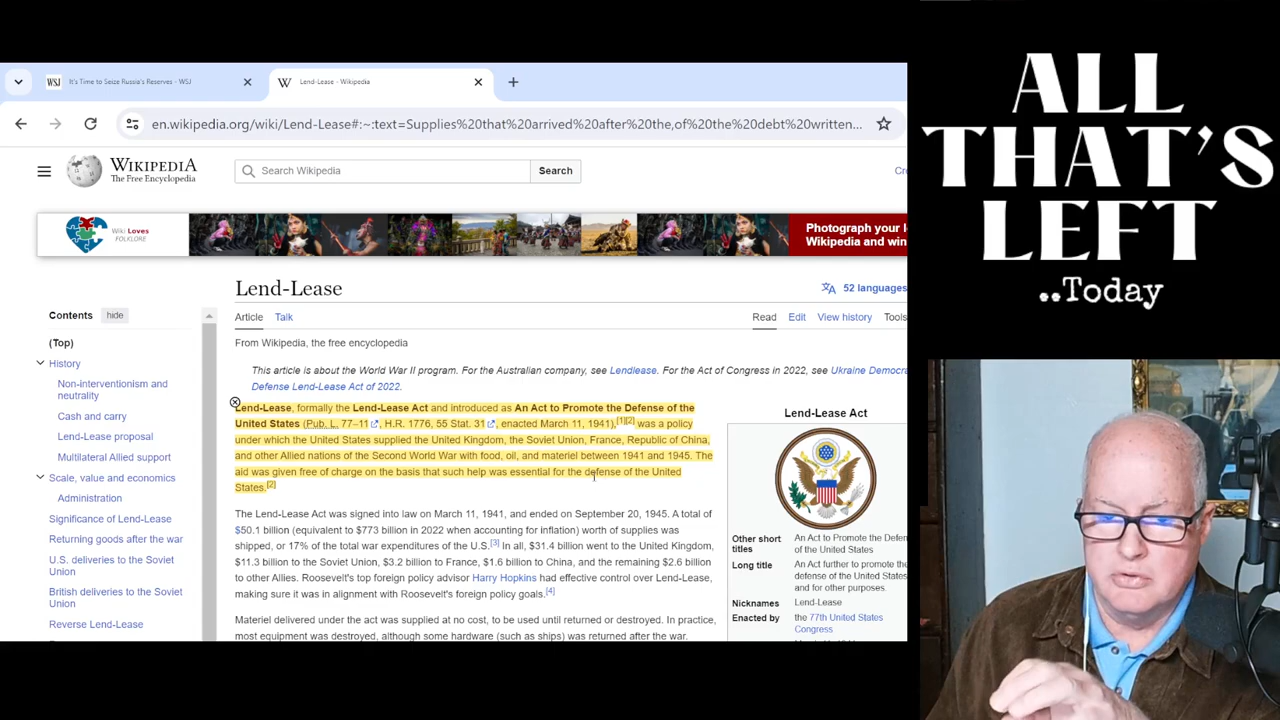 It's Time to Seize Russia's Reserves - WSJ
Lend-Lease - Wikipedia
en.wikipedia.org/wiki/Lend-Lease#:~:text=Supplies%20that%20arrived%20after%20the,of%20the%20debt%20written...
WIKIPEDIA
The Free Encyclopedia
Search Wikipedia
Search
Wiki Loves
FOLKLORE
Photograph your l
Wikipedia and win
Lend-Lease
52 languages
Contents
hide
Article
Talk
Read
Edit
View history
Tools
(Top)
History
Non-interventionism and
neutrality
Cash and carry
Lend-Lease proposal
Multilateral Allied support
Scale, value and economics
Administration
Significance of Lend-Lease
Returning goods after the war
U.S. deliveries to the Soviet
Union
British deliveries to the Soviet
Union
Reverse Lend-Lease
From Wikipedia, the free encyclopedia
This article is about the World War II program. For the Australian company, see Lendlease. For the Act of Congress in 2022, see Ukraine Democra
Defense Lend-Lease Act of 2022.
Lend-Lease, formally the Lend-Lease Act and introduced as An Act to Promote the Defense of the
United States (Pub. L. 77–11, H.R. 1776, 55 Stat. 31, enacted March 11, 1941),[1][2] was a policy
under which the United States supplied the United Kingdom, the Soviet Union, France, Republic of China,
and other Allied nations of the Second World War with food, oil, and materiel between 1941 and 1945. The
aid was given free of charge on the basis that such help was essential for the defense of the United
States.[2]
The Lend-Lease Act was signed into law on March 11, 1941, and ended on September 20, 1945. A total of
$50.1 billion (equivalent to $773 billion in 2022 when accounting for inflation) worth of supplies was
shipped, or 17% of the total war expenditures of the U.S.[3] In all, $31.4 billion went to the United Kingdom,
$11.3 billion to the Soviet Union, $3.2 billion to France, $1.6 billion to China, and the remaining $2.6 billion
to other Allies. Roosevelt's top foreign policy advisor Harry Hopkins had effective control over Lend-Lease,
making sure it was in alignment with Roosevelt's foreign policy goals.[4]
Materiel delivered under the act was supplied at no cost, to be used until returned or destroyed. In practice,
most equipment was destroyed, although some hardware (such as ships) was returned after the war.
Lend-Lease Act
Other short
titles
An Act to Promote the Defen
of the United States
Long title
An Act further to promote the
defense of the United States
and for other purposes.
Nicknames
Lend-Lease
Enacted by
the 77th United States
Congress
ALL
THAT'S
LEFT
..Today